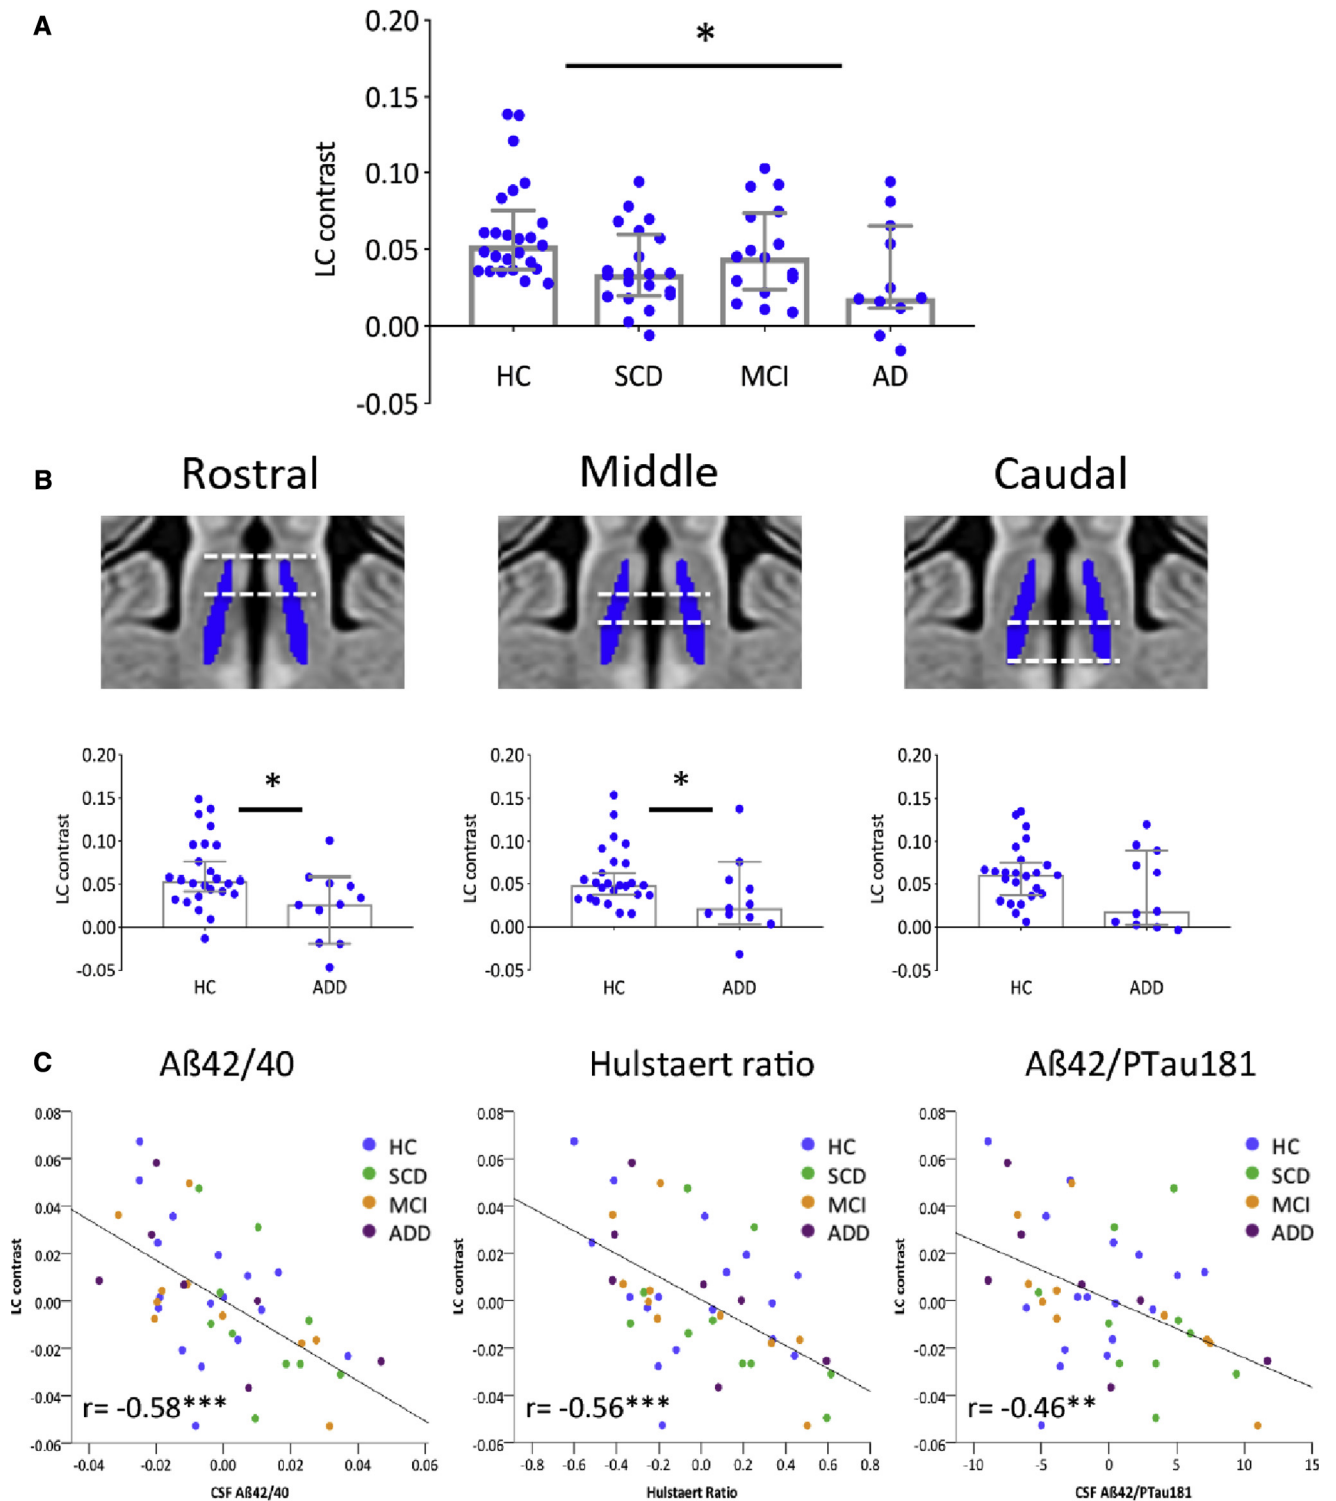 A
0.20
*
0.15
0.10
LC contrast
0.05
0.00
HC SCD MCI AD
-0.05
B
Rostral Middle Caudal
0.20 0.20 0.20
* *
0.15 0.15 0.15
0.10 0.10 0.10
LC contrast LC contrast LC contrast
0.05 0.05 0.05
0.00 0.00 0.00
-0.05 -0.05 -0.05
HC ADD HC ADD HC ADD
C
Aß42/40 Hulstaert ratio Aß42/PTau181
0.08 0.08 0.08
HC HC HC
0.06 0.06 0.06
SCD SCD SCD
0.04 MCI 0.04 MCI 0.04 MCI
ADD ADD ADD
0.02 0.02 0.02
LC contrast LC contrast LC contrast
0.00 0.00 0.00
-0.02 -0.02 -0.02
-0.04 -0.04 -0.04
r= -0.58*** r= -0.56*** r= -0.46**
-0.06 -0.06 -0.06
-0.04 -0.02 0.00 0.02 0.04 0.06 -0.8 -0.6 -0.4 -0.2 0.0 0.2 0.4 0.6 0.8 -10 -5 0 5 10 15
CSF Aß42/40 Hulstaert Ratio CSF Aß42/PTau181